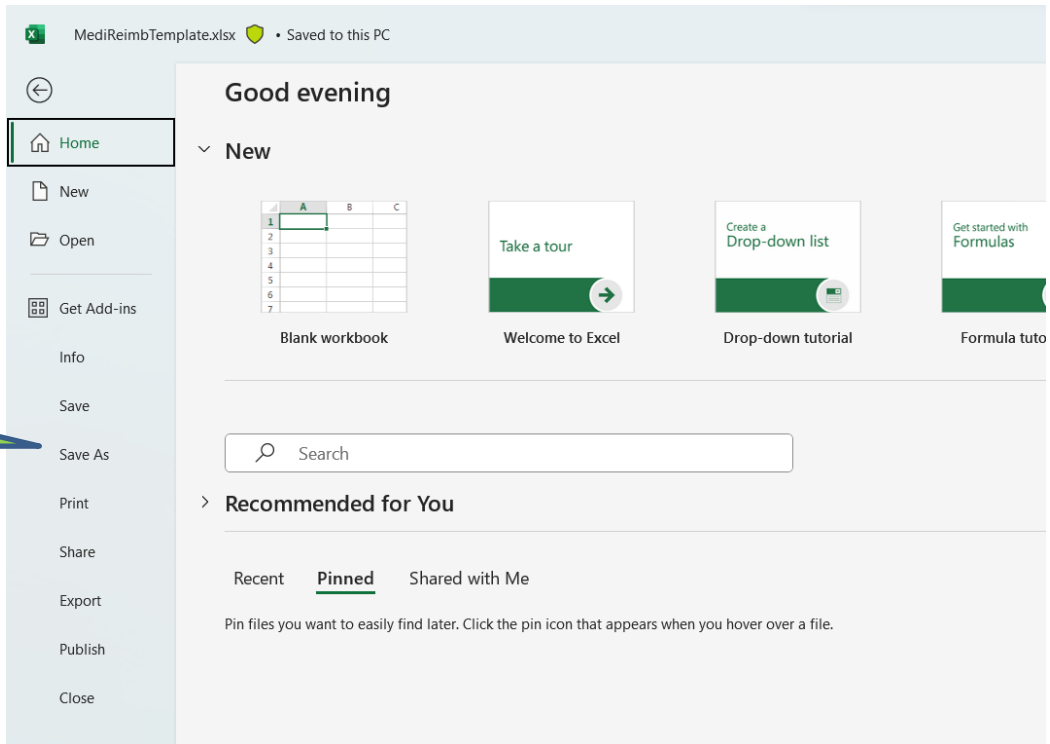 MediReimbTemplate.xlsx • Saved to this PC
Good evening
Home
New
New
Open
Get Add-ins
Info
Save
Save As
Print
Share
Export
Publish
Close
A B C
1
2
3
4
5
6
7
Take a tour
Create a
Drop-down list
Get started with
Formulas
Blank workbook
Welcome to Excel
Drop-down tutorial
Formula tuto
Search
Recommended for You
Recent Pinned Shared with Me
Pin files you want to easily find later. Click the pin icon that appears when you hover over a file.